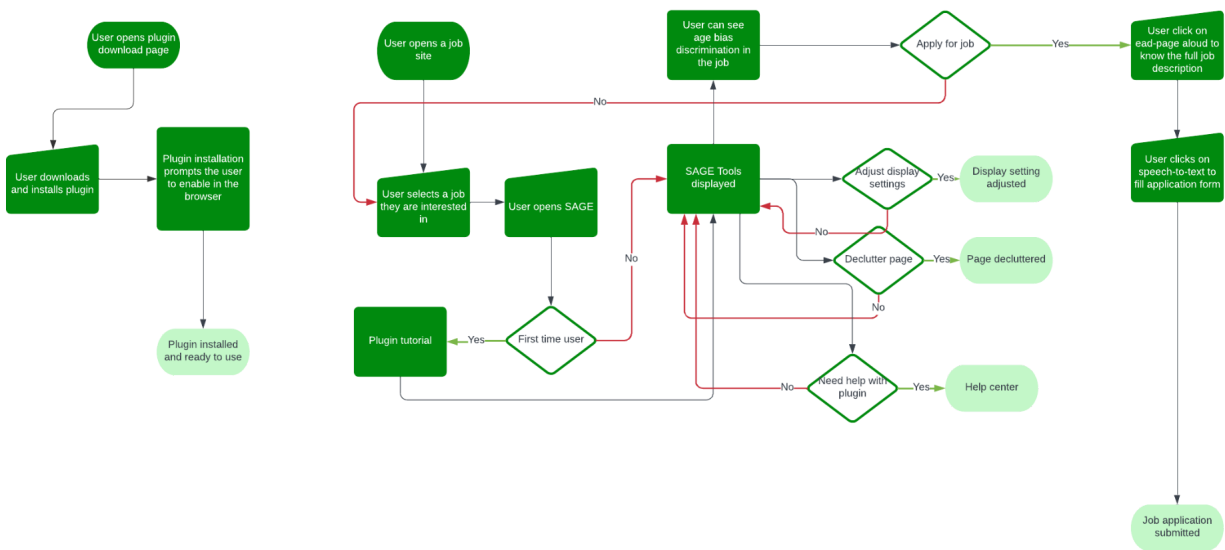 User opens plugin
download page
User downloads
and installs plugin
Plugin installation
prompts the user
to enable in the
browser
Plugin installed
and ready to use
User opens a job
site
User selects a job
they are interested
in
User opens SAGE
First time user
Yes
Plugin tutorial
No
SAGE Tools
displayed
User can see
age bias
discrimination in
the job
Apply for job
No
Yes
User click on
ead-page aloud to
know the full job
description
User clicks on
speech-to-text to
fill application form
Job application
submitted
Adjust display
settings
Yes
Display setting
adjusted
No
Declutter page
Yes
Page decluttered
No
Need help with
plugin
No
Yes
Help center